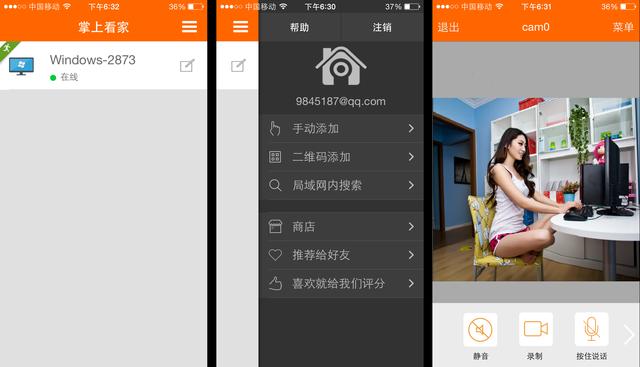 中国移动 下午6:32 36%
掌上看家
Windows-2873
在线
中国移动 下午6:30 37%
帮助 注销
9845187@qq.com
手动添加
二维码添加
局域网内搜索
商店
推荐给好友
喜欢就给我们评分
中国移动 下午6:31 36%
退出 cam0 菜单
静音 录制 按住说话